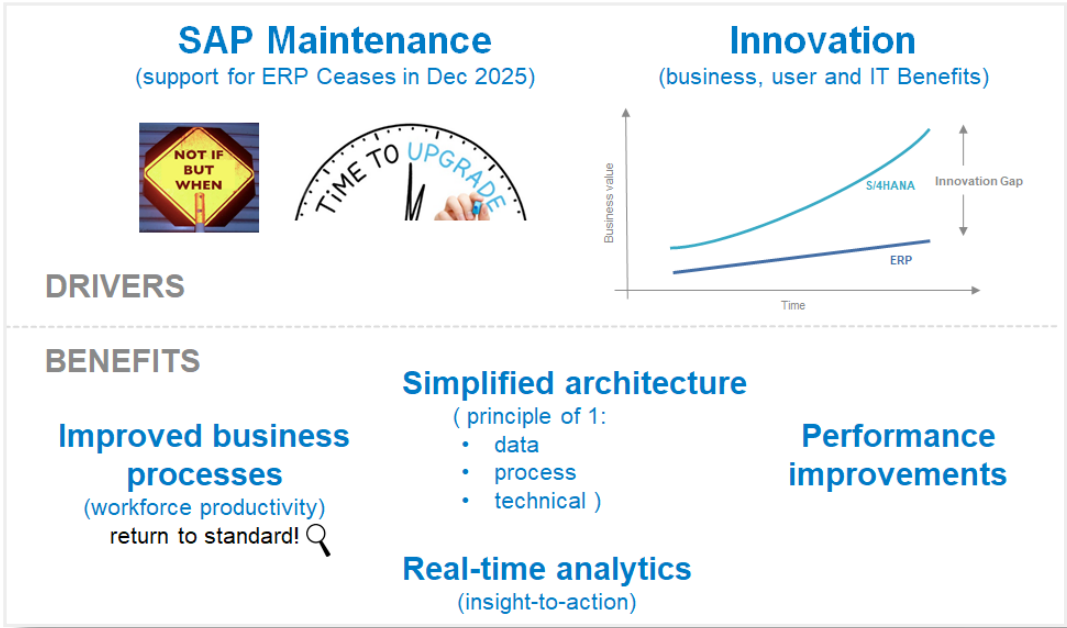 SAP Maintenance
(support for ERP Ceases in Dec 2025)
NOT IF
BUT
WHEN
TiME TO UPGRADE
DRIVERS
Innovation
(business, user and IT Benefits)
Business value
S/4HANA
Innovation Gap
ERP
Time
BENEFITS
Improved business
processes
(workforce productivity)
return to standard!
Simplified architecture
( principle of 1:
• data
• process
• technical )
Real-time analytics
(insight-to-action)
Performance
improvements